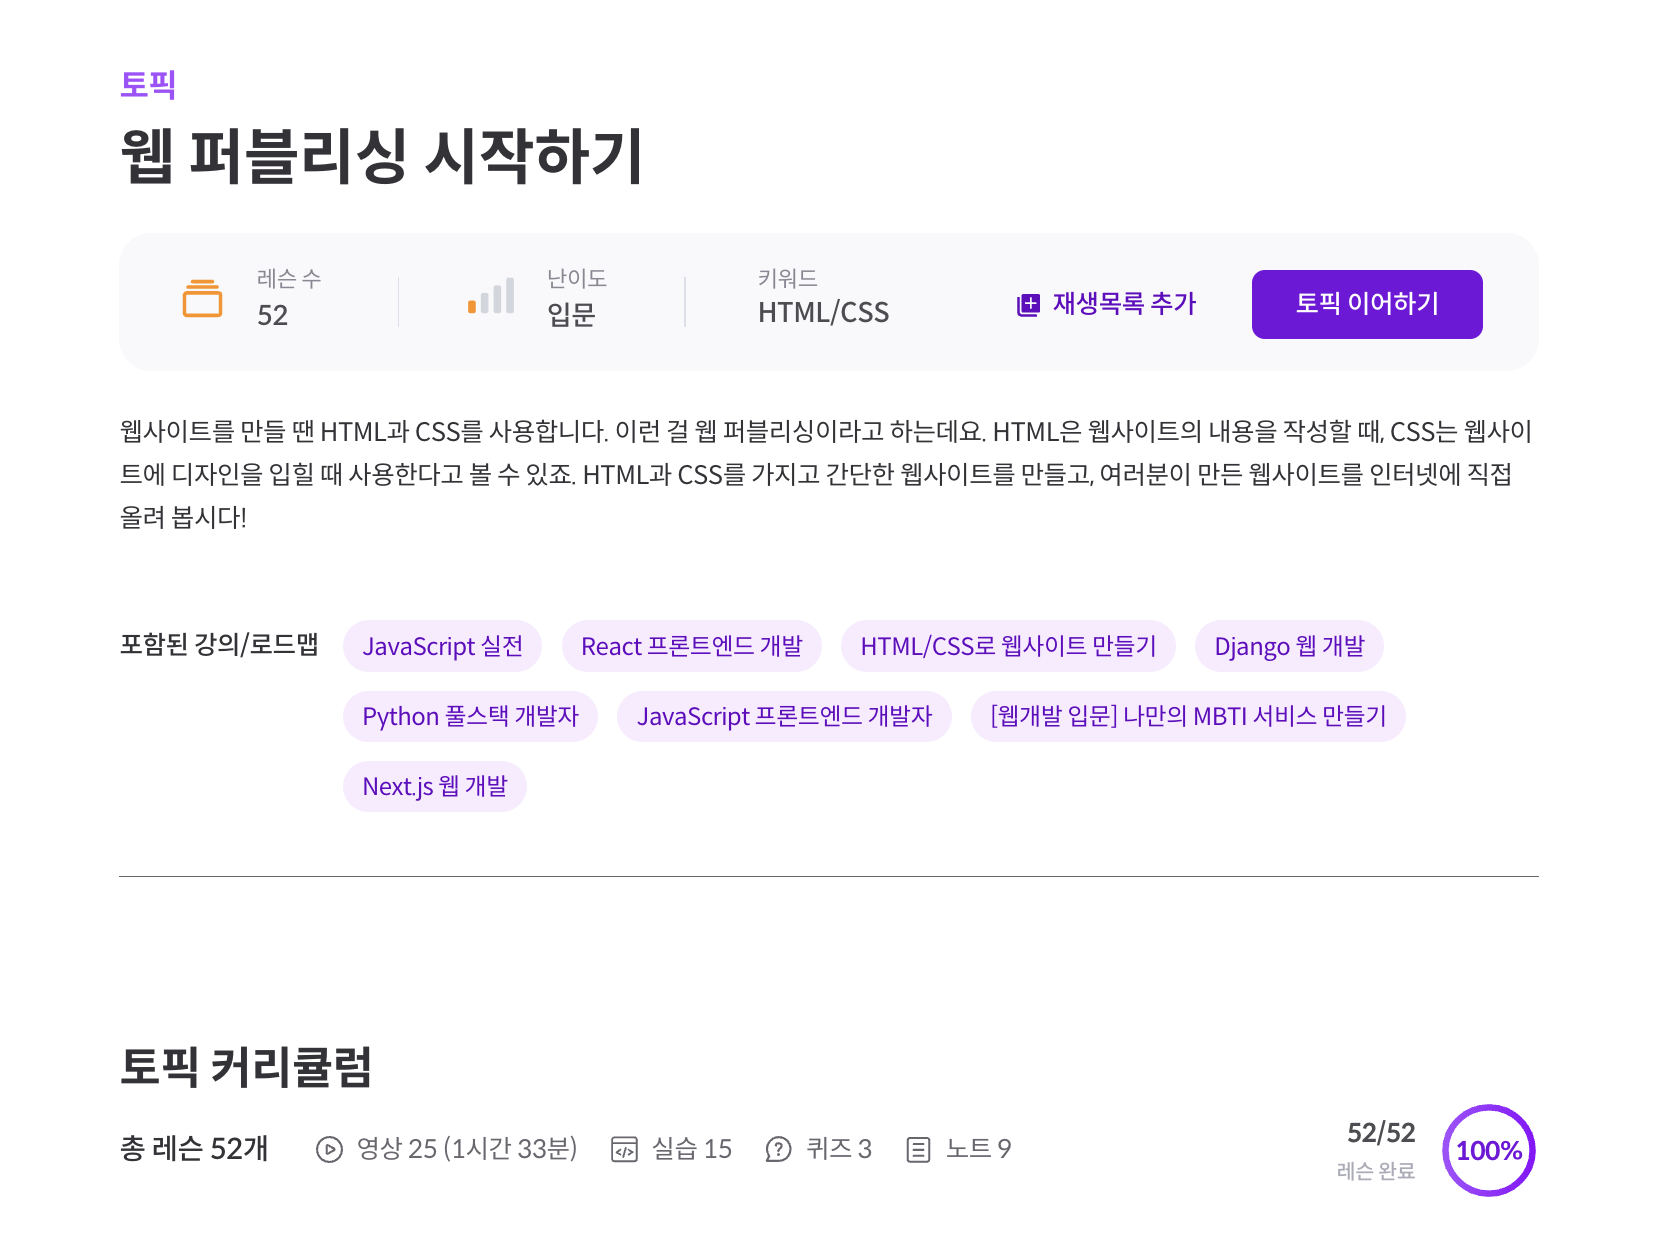 토픽
웹 퍼블리싱 시작하기
레슨 수
52
난이도
입문
키워드
HTML/CSS
재생목록 추가
토픽 이어하기
웹사이트를 만들 땐 HTML과 CSS를 사용합니다. 이런 걸 웹 퍼블리싱이라고 하는데요. HTML은 웹사이트의 내용을 작성할 때, CSS는 웹사이
트에 디자인을 입힐 때 사용한다고 볼 수 있죠. HTML과 CSS를 가지고 간단한 웹사이트를 만들고, 여러분이 만든 웹사이트를 인터넷에 직접
올려 봅시다!
포함된 강의/로드맵
JavaScript 실전
React 프론트엔드 개발
HTML/CSS로 웹사이트 만들기
Django 웹 개발
Python 풀스택 개발자
JavaScript 프론트엔드 개발자
[웹개발 입문] 나만의 MBTI 서비스 만들기
Next.js 웹 개발
토픽 커리큘럼
총 레슨 52개
영상 25 (1시간 33분)
실습 15
퀴즈 3
노트 9
52/52
레슨 완료
100%